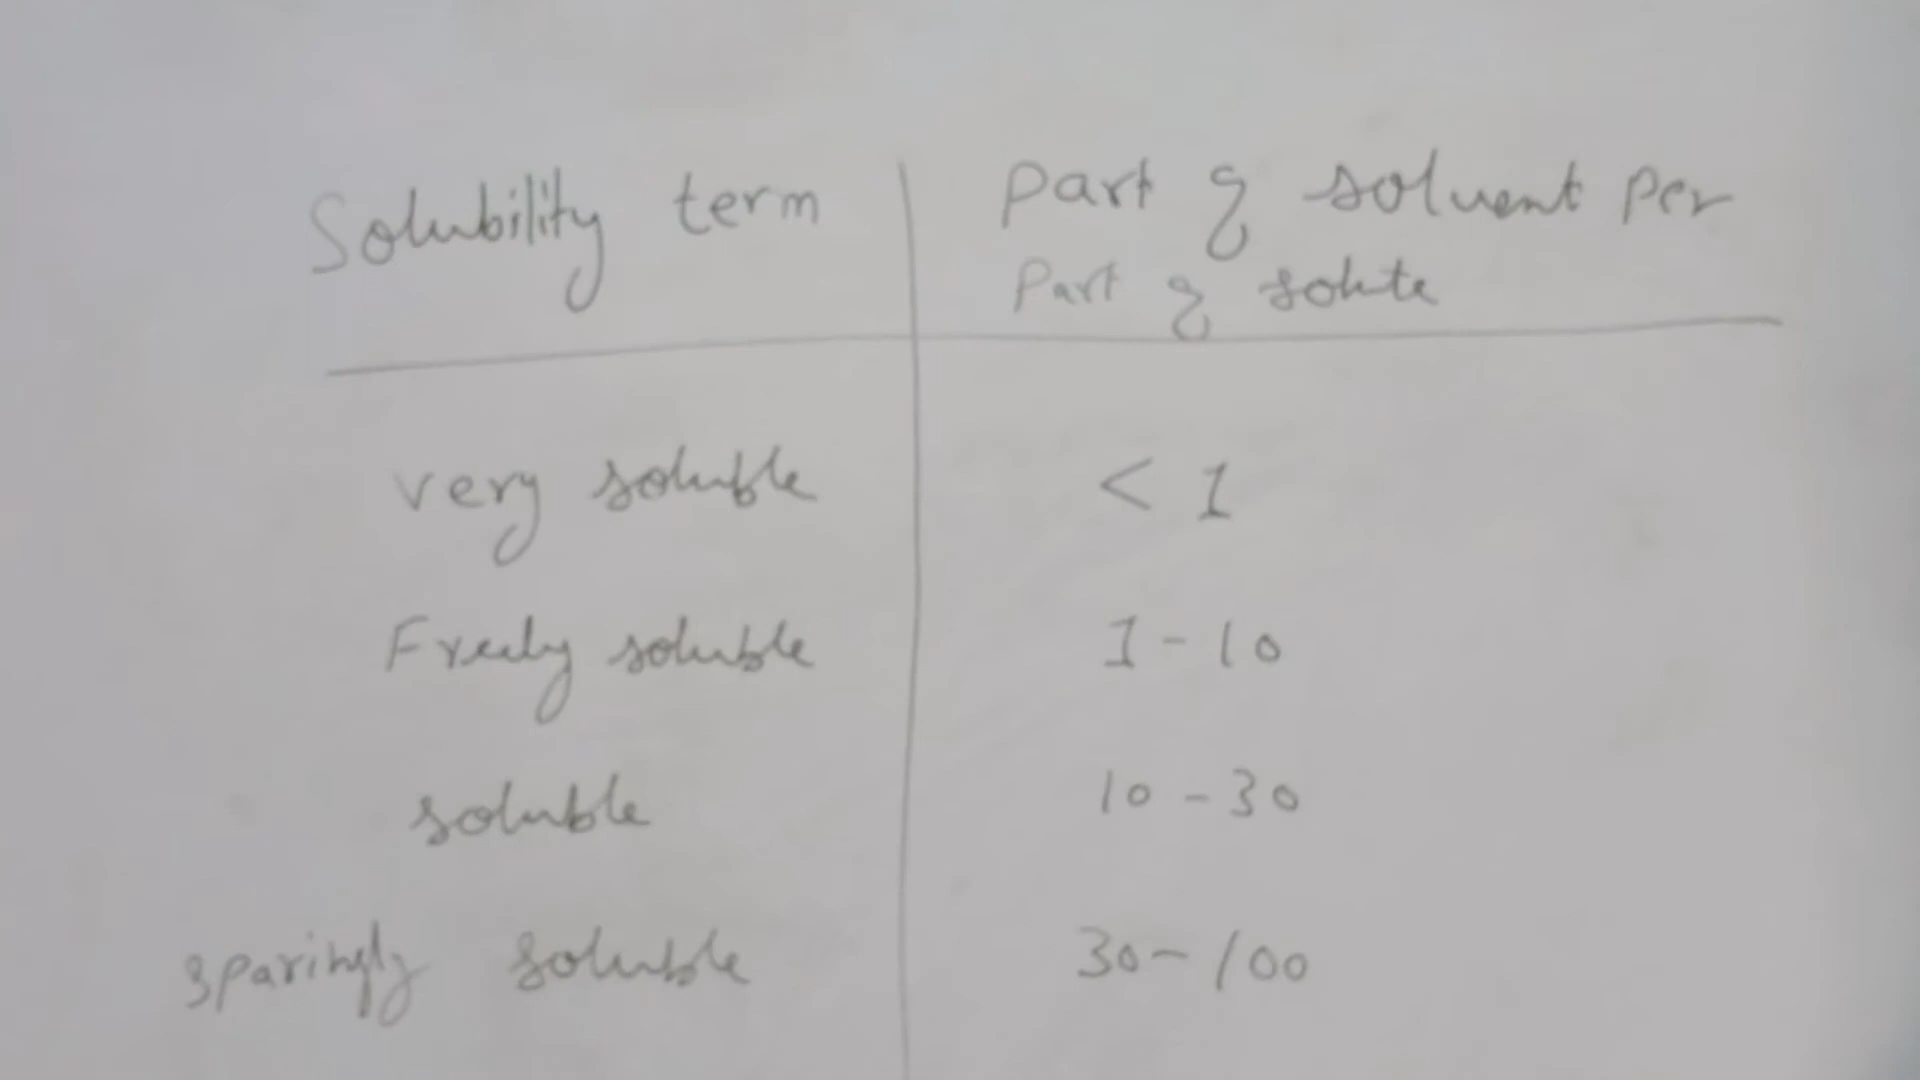 Solubility term
part of solvent per
Part of solute
very soluble
< 1
Freely soluble
1-10
soluble
10-30
sparingly soluble
30-100